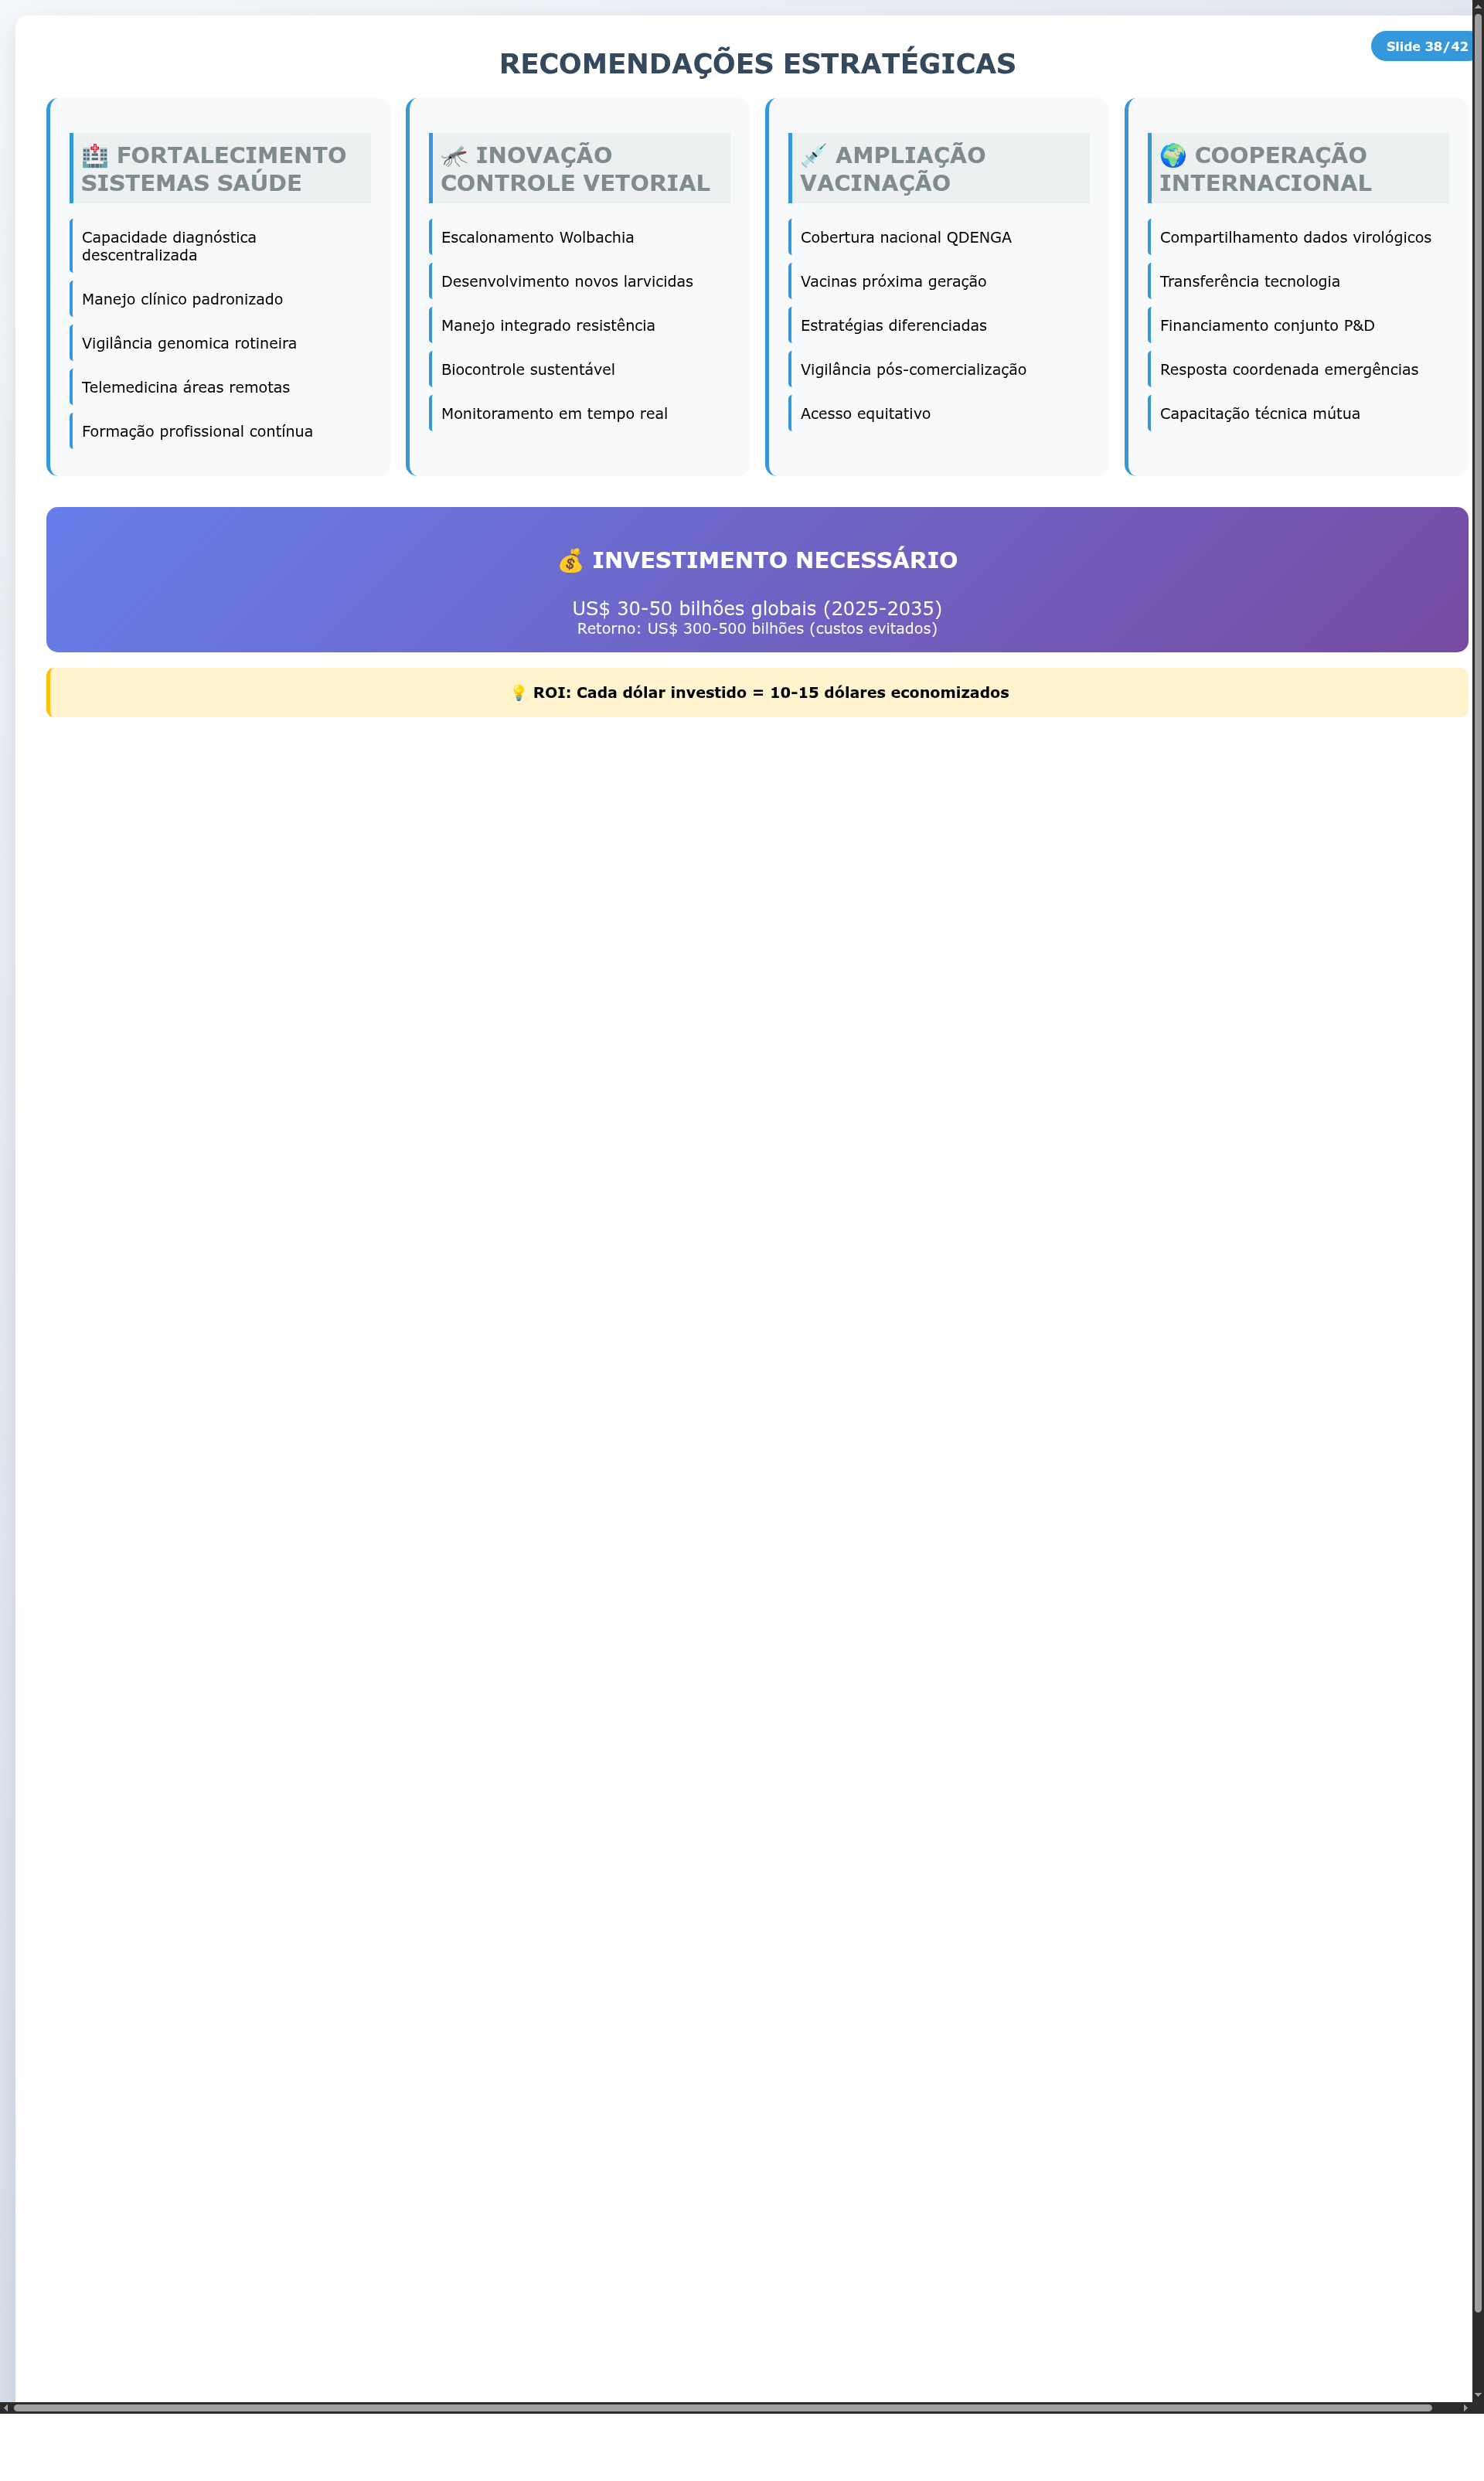 Slide 38/42
RECOMENDAÇÕES ESTRATÉGICAS
🏥 FORTALECIMENTO
SISTEMAS SAÚDE
Capacidade diagnóstica
descentralizada
Manejo clínico padronizado
Vigilância genomica rotineira
Telemedicina áreas remotas
Formação profissional contínua
🦟 INOVAÇÃO
CONTROLE VETORIAL
Escalonamento Wolbachia
Desenvolvimento novos larvicidas
Manejo integrado resistência
Biocontrole sustentável
Monitoramento em tempo real
💉 AMPLIAÇÃO
VACINAÇÃO
Cobertura nacional QDENGA
Vacinas próxima geração
Estratégias diferenciadas
Vigilância pós-comercialização
Acesso equitativo
🌍 COOPERAÇÃO
INTERNACIONAL
Compartilhamento dados virológicos
Transferência tecnologia
Financiamento conjunto P&D
Resposta coordenada emergências
Capacitação técnica mútua
💰 INVESTIMENTO NECESSÁRIO
US$ 30-50 bilhões globais (2025-2035)
Retorno: US$ 300-500 bilhões (custos evitados)
💡 ROI: Cada dólar investido = 10-15 dólares economizados